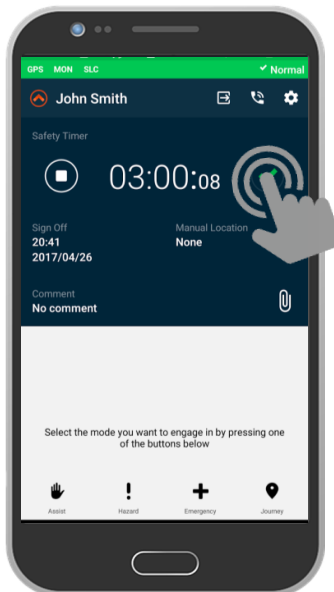 GPS MON SLC Normal
John Smith
Safety Timer
03:00:08
Sign Off
20:41
2017/04/26
Manual Location
None
Comment
No comment
Select the mode you want to engage in by pressing one
of the buttons below
Assist Hazard Emergency Journey